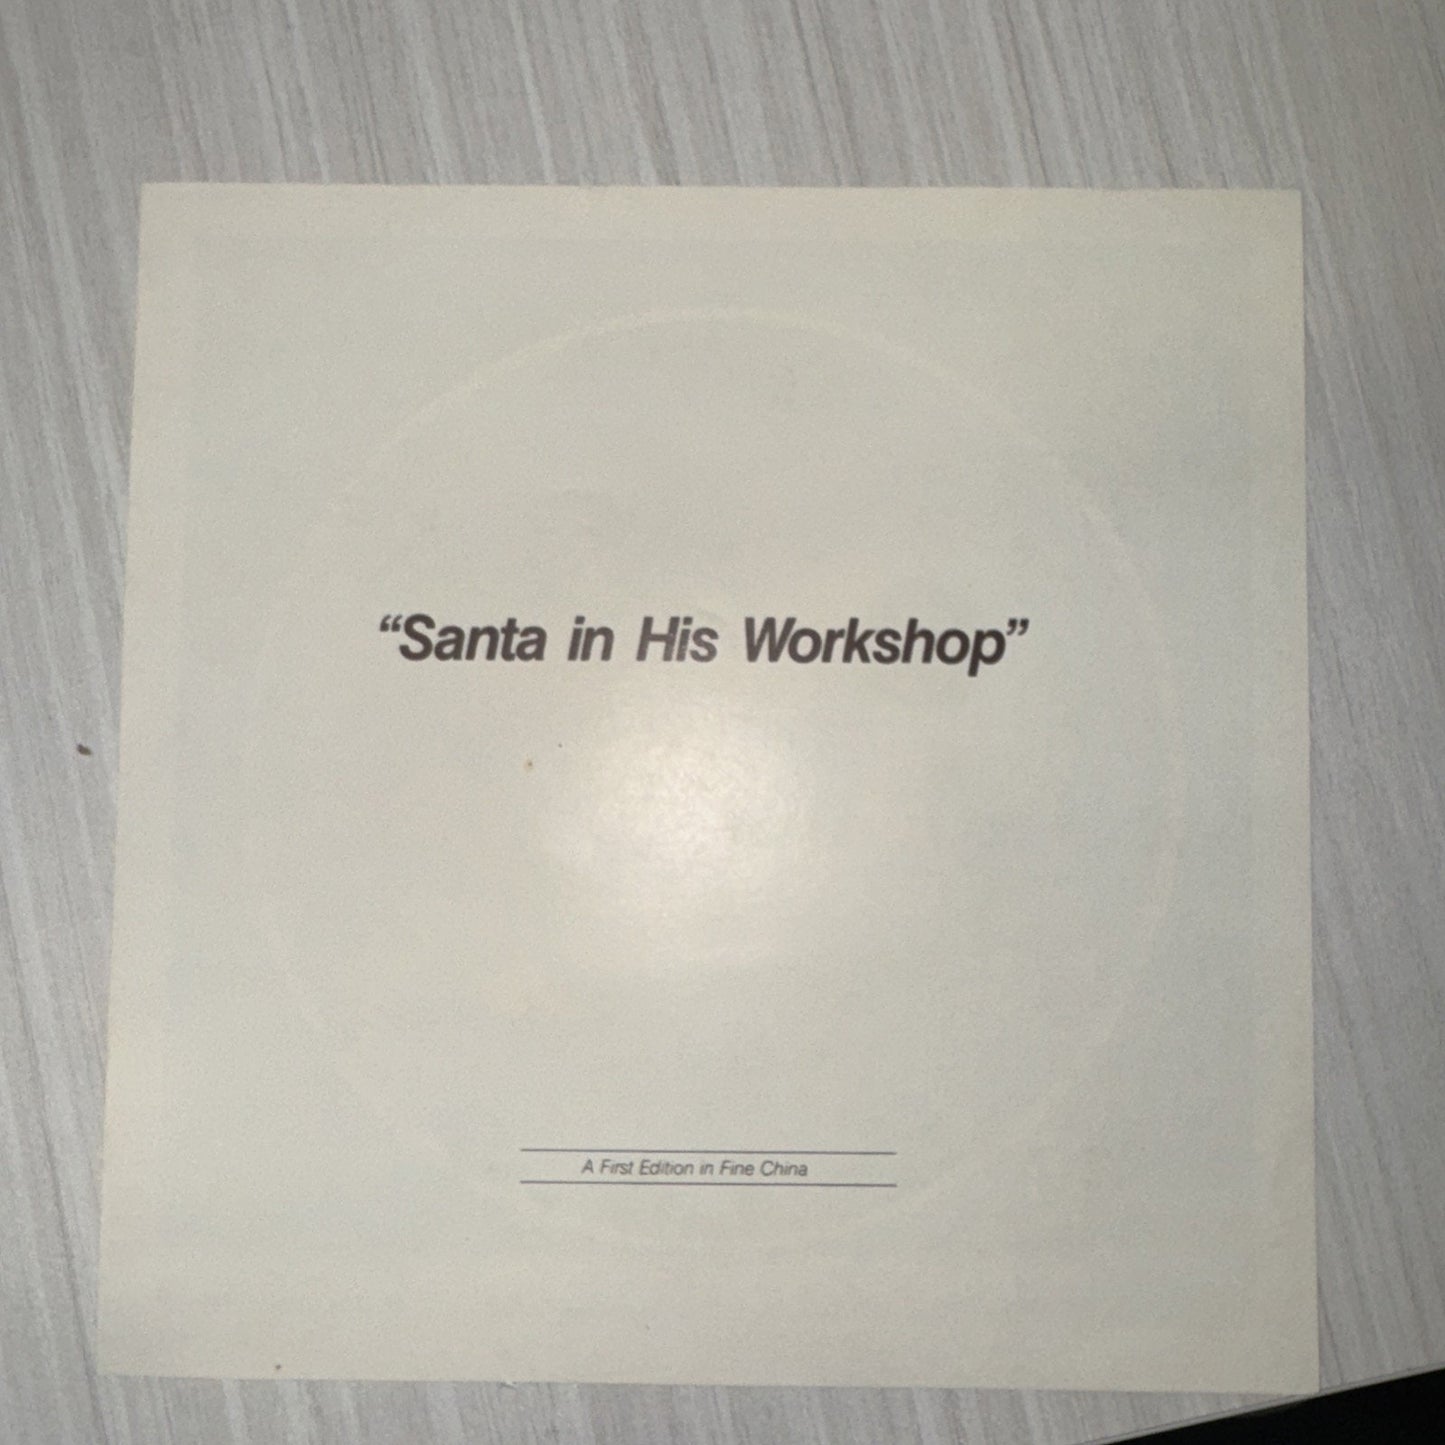 “Santa in His Workshop”
A First Edition in Fine China